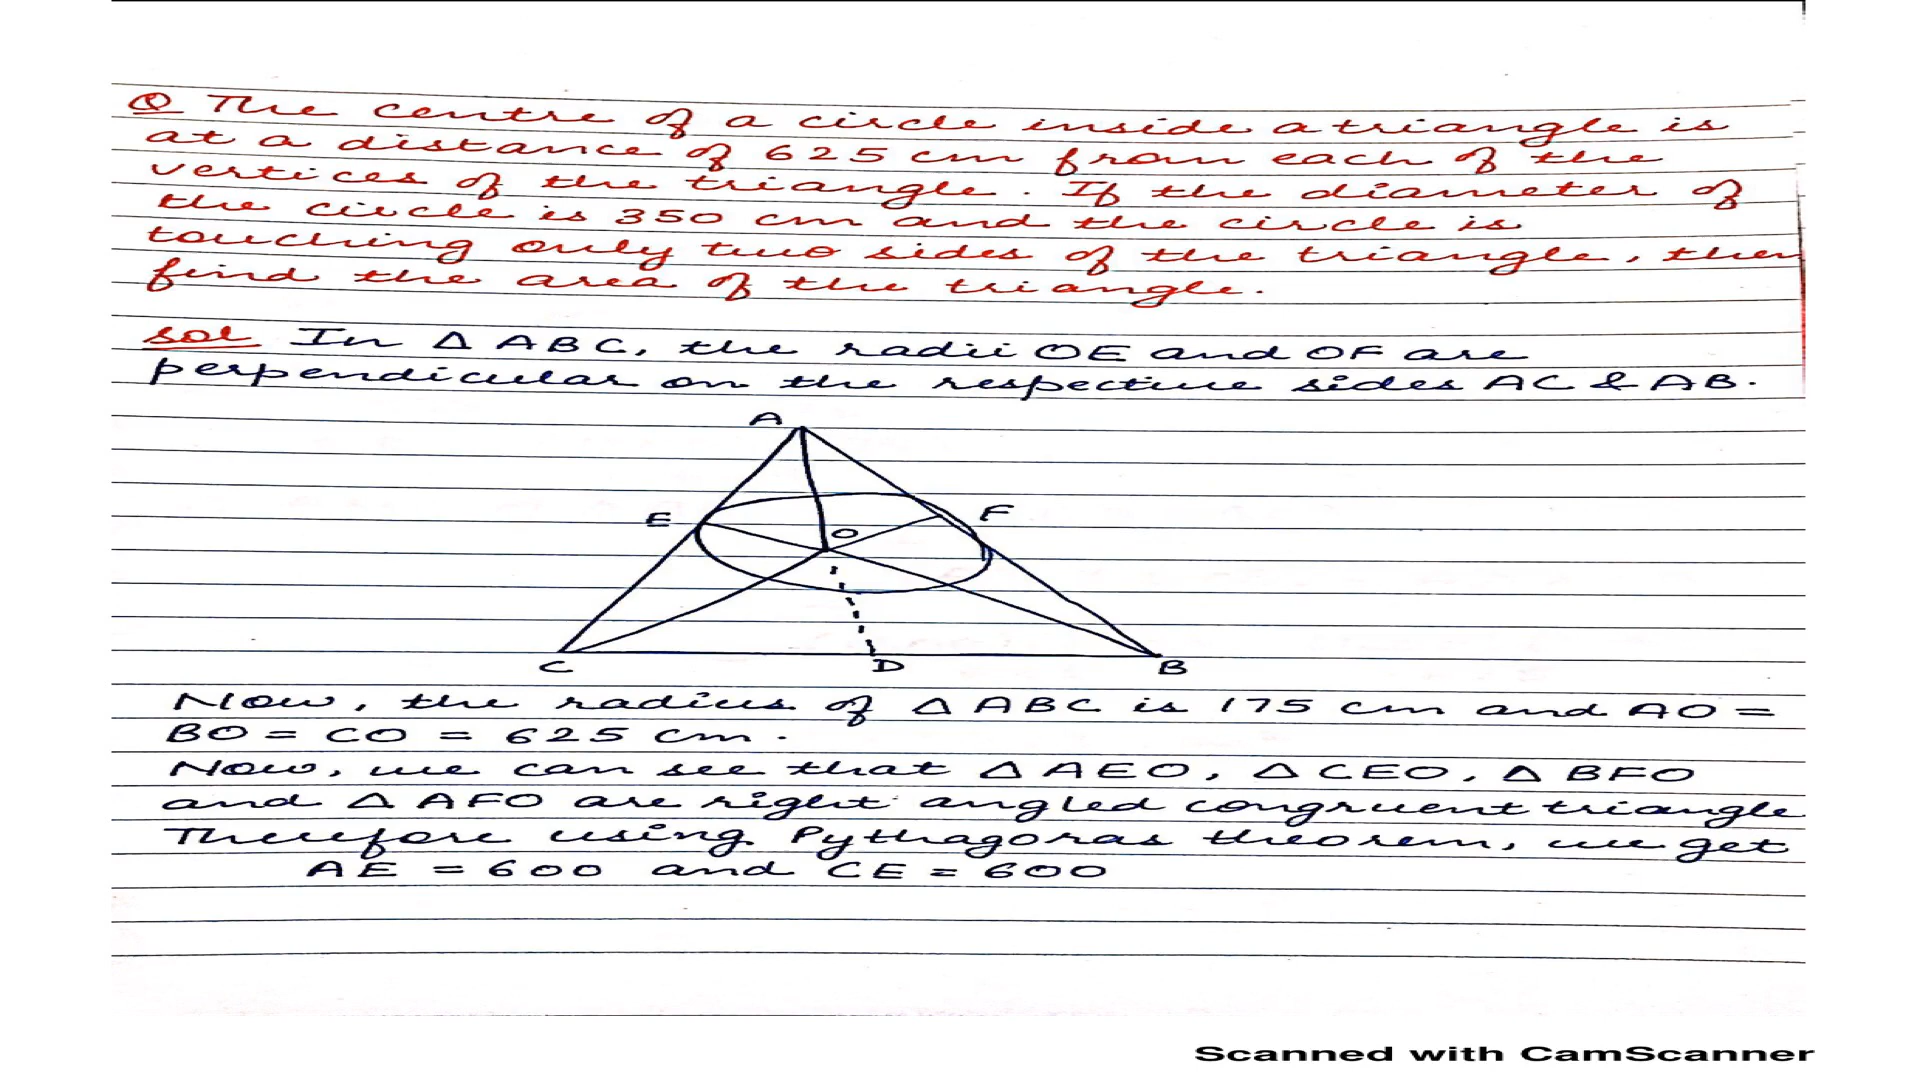 Q The centre of a circle inside a triangle is
at a distance of 625 cm from each of the
vertices of the triangle. If the diameter of
the circle is 350 cm and the circle is
touching only two sides of the triangle, then
find the area of the triangle.
Sol In Δ ABC, the radii OE and OF are
perpendicular on the respective sides AC & AB.
A
E
F
O
C
D
B
Now, the radius of Δ ABC is 175 cm and AO =
BO = CO = 625 cm.
Now, we can see that Δ AEO, Δ CEO, Δ BFO
and Δ AFO are right angled congruent triangle
Therefore using Pythagoras theorem, we get
AE = 600 and CE = 600
Scanned with CamScanner